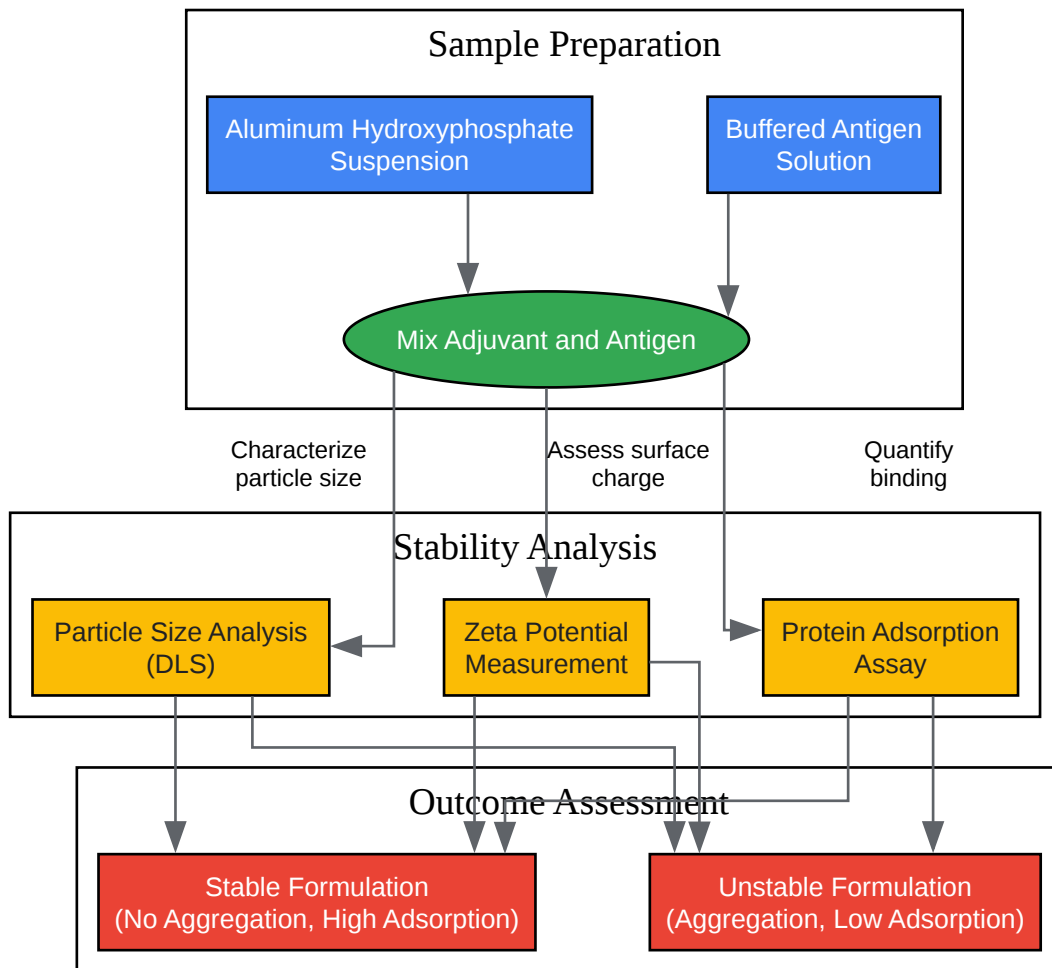 Sample Preparation
Aluminum Hydroxyphosphate
Suspension
Buffered Antigen
Solution
Mix Adjuvant and Antigen
Characterize
particle size
Assess surface
charge
Quantify
binding
Stability Analysis
Particle Size Analysis
(DLS)
Zeta Potential
Measurement
Protein Adsorption
Assay
Outcome Assessment
Stable Formulation
(No Aggregation, High Adsorption)
Unstable Formulation
(Aggregation, Low Adsorption)